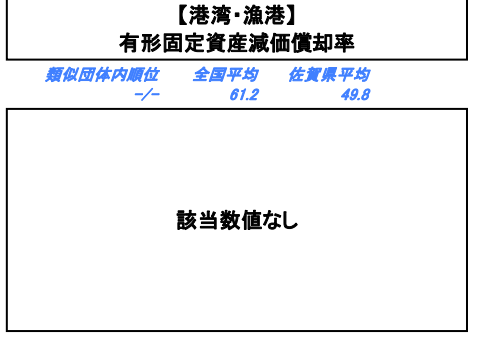 【港湾・漁港】
有形固定資産減価償却率
類似団体内順位 全国平均 佐賀県平均
-/- 61.2 49.8
該当数値なし